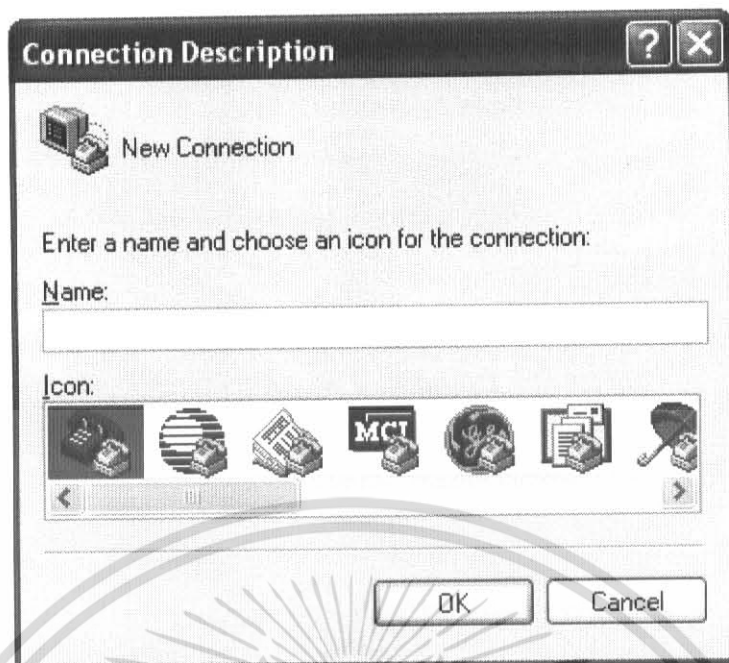 Connection Description
New Connection
Enter a name and choose an icon for the connection:
Name:
Icon:
MCI
OK
Cancel